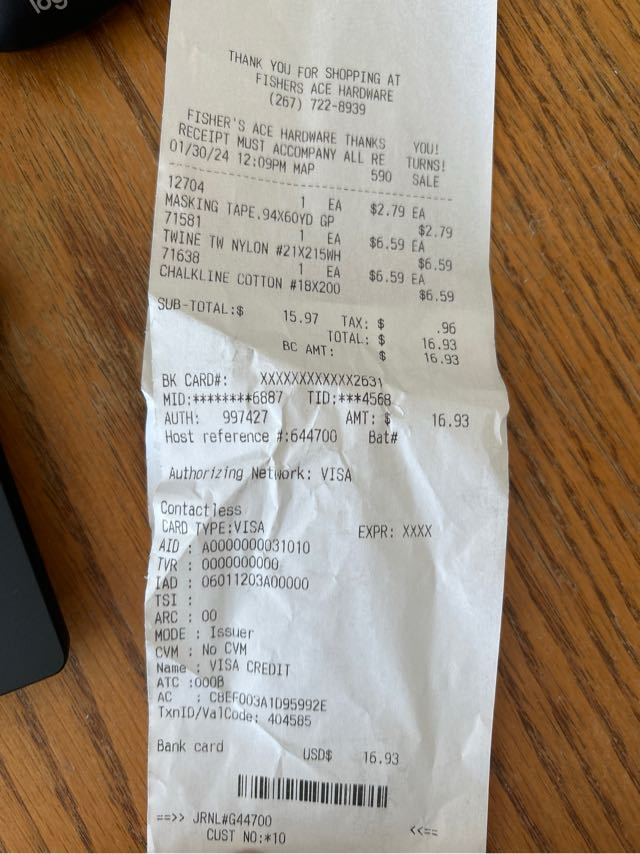 log
THANK YOU FOR SHOPPING AT
FISHERS ACE HARDWARE
(267) 722-8939
FISHER'S ACE HARDWARE THANKS YOU!
RECEIPT MUST ACCOMPANY ALL RE TURNS!
01/30/24 12:09PM MAP 590 SALE
12704 1 EA $2.79 EA
MASKING TAPE.94X60YD GP $2.79
71581 1 EA $6.59 EA
TWINE TW NYLON #21X215WH $6.59
71638 1 EA $6.59 EA
CHALKLINE COTTON #18X200 $6.59
SUB-TOTAL:$ 15.97 TAX: $ .96
TOTAL: $ 16.93
BC AMT: $ 16.93
BK CARD#: XXXXXXXXXXXX2631
MID:********6887 TID:***4568
AUTH: 997427 AMT: $ 16.93
Host reference #:644700 Bat#
Authorizing Network: VISA
Contactless
CARD TYPE:VISA EXPR: XXXX
AID : A0000000031010
TVR : 0000000000
IAD : 06011203A00000
TSI :
ARC : 00
MODE : Issuer
CVM : No CVM
Name : VISA CREDIT
ATC :000B
AC : C8EF003A1D95992E
TxnID/ValCode: 404585
Bank card USD$ 16.93
==>> JRNL#G44700 <<==
CUST NO:*10